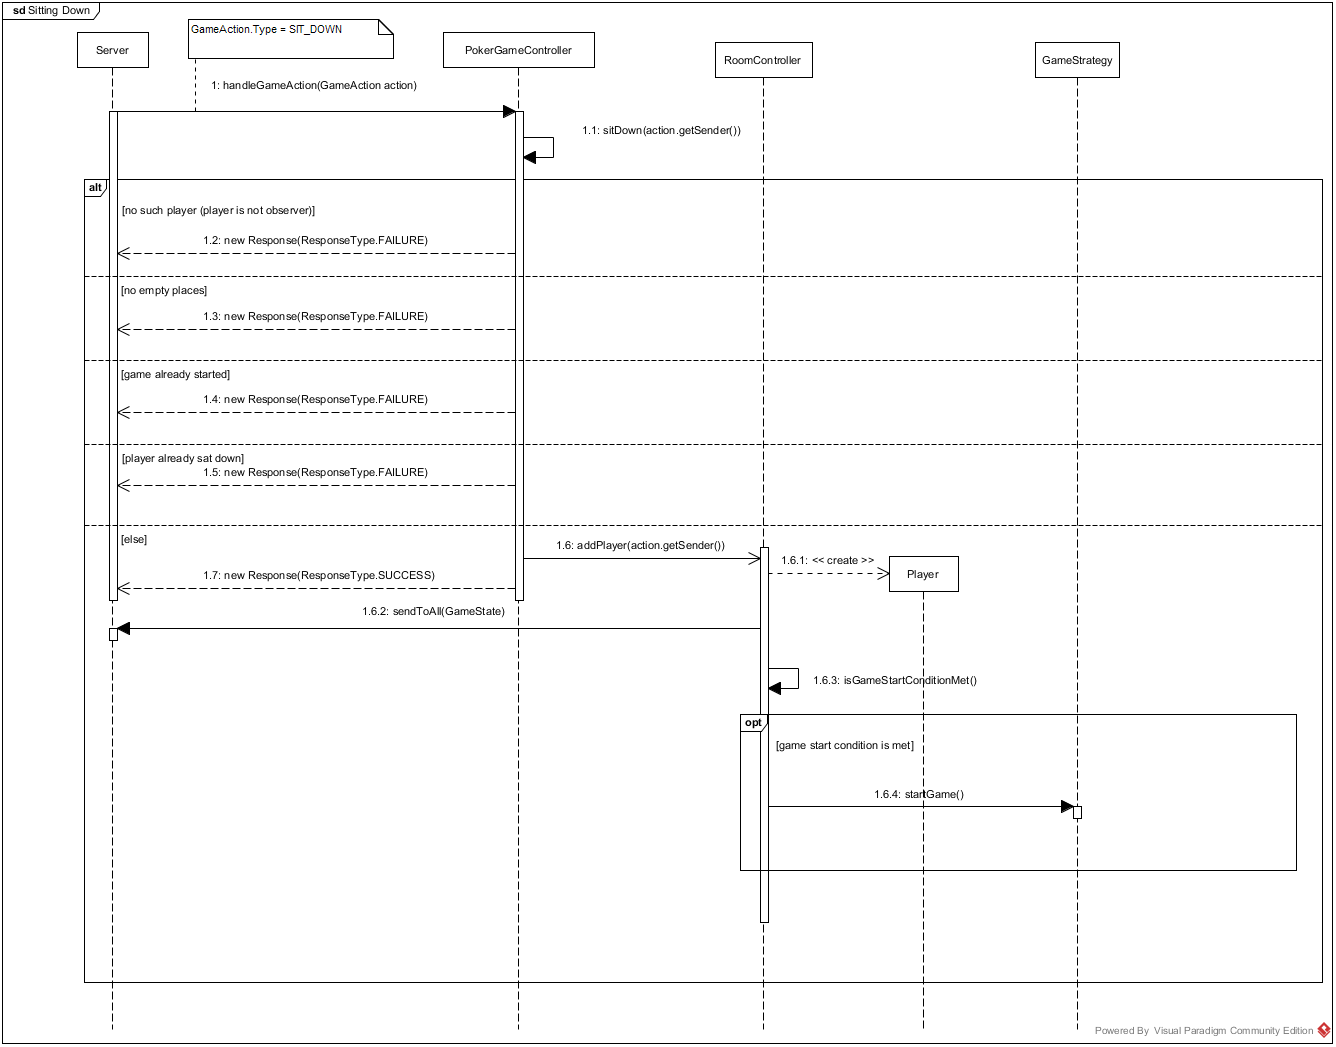 sd Sitting Down
GameAction.Type = SIT_DOWN
Server
PokerGameController
RoomController
GameStrategy
1: handleGameAction(GameAction action)
1.1: sitDown(action.getSender())
alt
[no such player (player is not observer)]
1.2: new Response(ResponseType.FAILURE)
[no empty places]
1.3: new Response(ResponseType.FAILURE)
[game already started]
1.4: new Response(ResponseType.FAILURE)
[player already sat down]
1.5: new Response(ResponseType.FAILURE)
[else]
1.6: addPlayer(action.getSender())
1.6.1: << create >>
Player
1.7: new Response(ResponseType.SUCCESS)
1.6.2: sendToAll(GameState)
1.6.3: isGameStartConditionMet()
opt
[game start condition is met]
1.6.4: startGame()
Powered By Visual Paradigm Community Edition